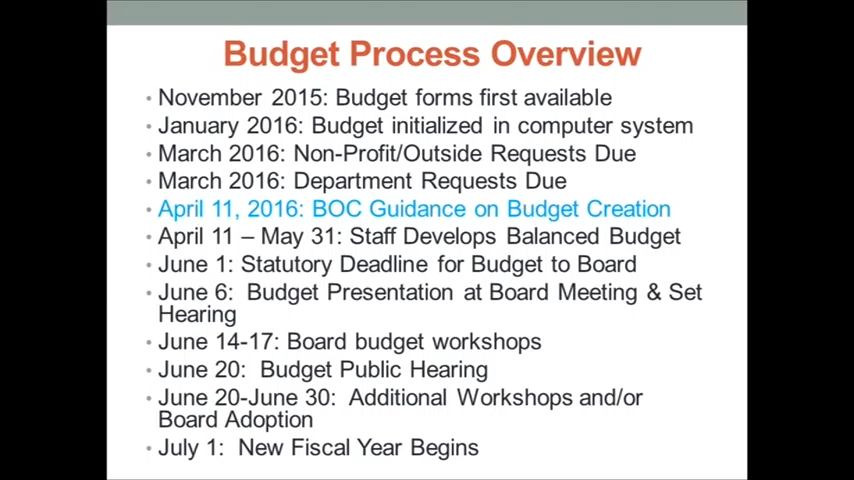 Budget Process Overview
• November 2015: Budget forms first available
• January 2016: Budget initialized in computer system
• March 2016: Non-Profit/Outside Requests Due
• March 2016: Department Requests Due
• April 11, 2016: BOC Guidance on Budget Creation
• April 11 – May 31: Staff Develops Balanced Budget
• June 1: Statutory Deadline for Budget to Board
• June 6:  Budget Presentation at Board Meeting & Set
Hearing
• June 14-17: Board budget workshops
• June 20:  Budget Public Hearing
• June 20-June 30:  Additional Workshops and/or
Board Adoption
• July 1:  New Fiscal Year Begins